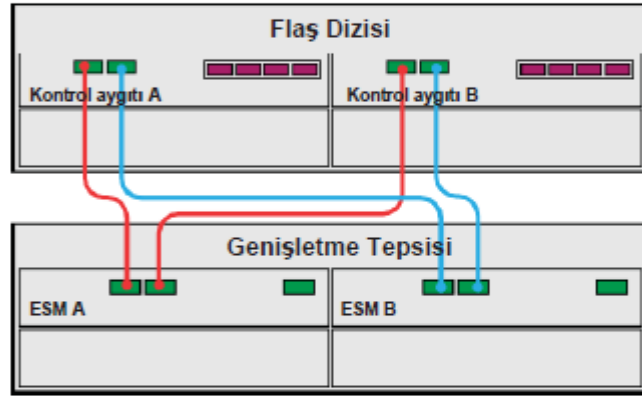 Flaş Dizisi
Kontrol aygıtı A
Kontrol aygıtı B
Genişletme Tepsisi
ESM A
ESM B